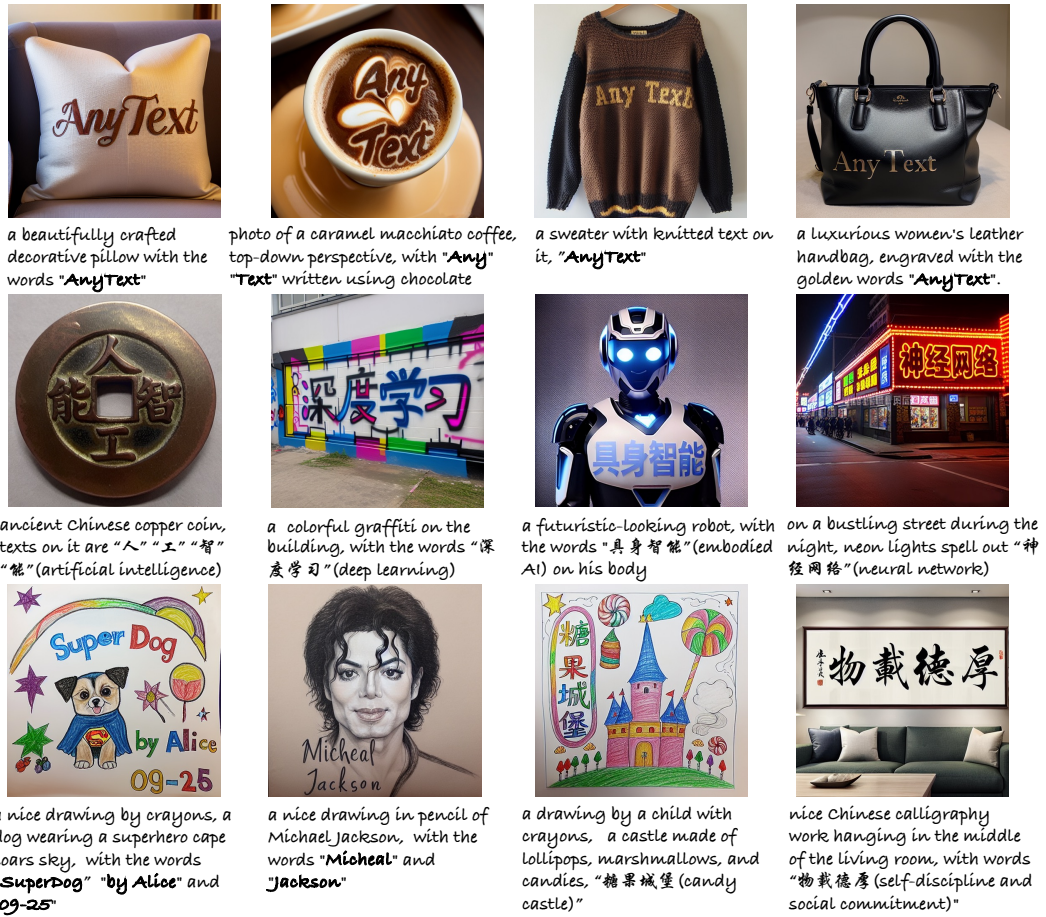 AnyText
Any
Text
Any Text
Any Text
a beautifully crafted
decorative pillow with the
words "AnyText"
photo of a caramel macchiato coffee,
top-down perspective, with "Any"
"Text" written using chocolate
a sweater with knitted text on
it, "AnyText"
a luxurious women's leather
handbag, engraved with the
golden words "AnyText".
人
能 智
工
深度学习
具身智能
神经网络
ancient Chinese copper coin,
texts on it are “人” “工” “智”
“能”(artificial intelligence)
a colorful graffiti on the
building, with the words “深
度学习”(deep learning)
a futuristic-looking robot, with
the words "具身智能”(embodied
AI) on his body
on a bustling street during the
night, neon lights spell out “神
经网络”(neural network)
Super Dog
by Alice
09-25
Micheal
Jackson
糖
果
城
堡
物載德厚
nice drawing by crayons, a
dog wearing a superhero cape
oars sky, with the words
SuperDog” "by Alice" and
09-25"
a nice drawing in pencil of
Michael Jackson, with the
words "Micheal" and
"Jackson"
a drawing by a child with
crayons, a castle made of
lollipops, marshmallows, and
candies, “糖果城堡(candy
castle)”
nice Chinese calligraphy
work hanging in the middle
of the living room, with words
“物載德厚(self-discipline and
social commitment)"